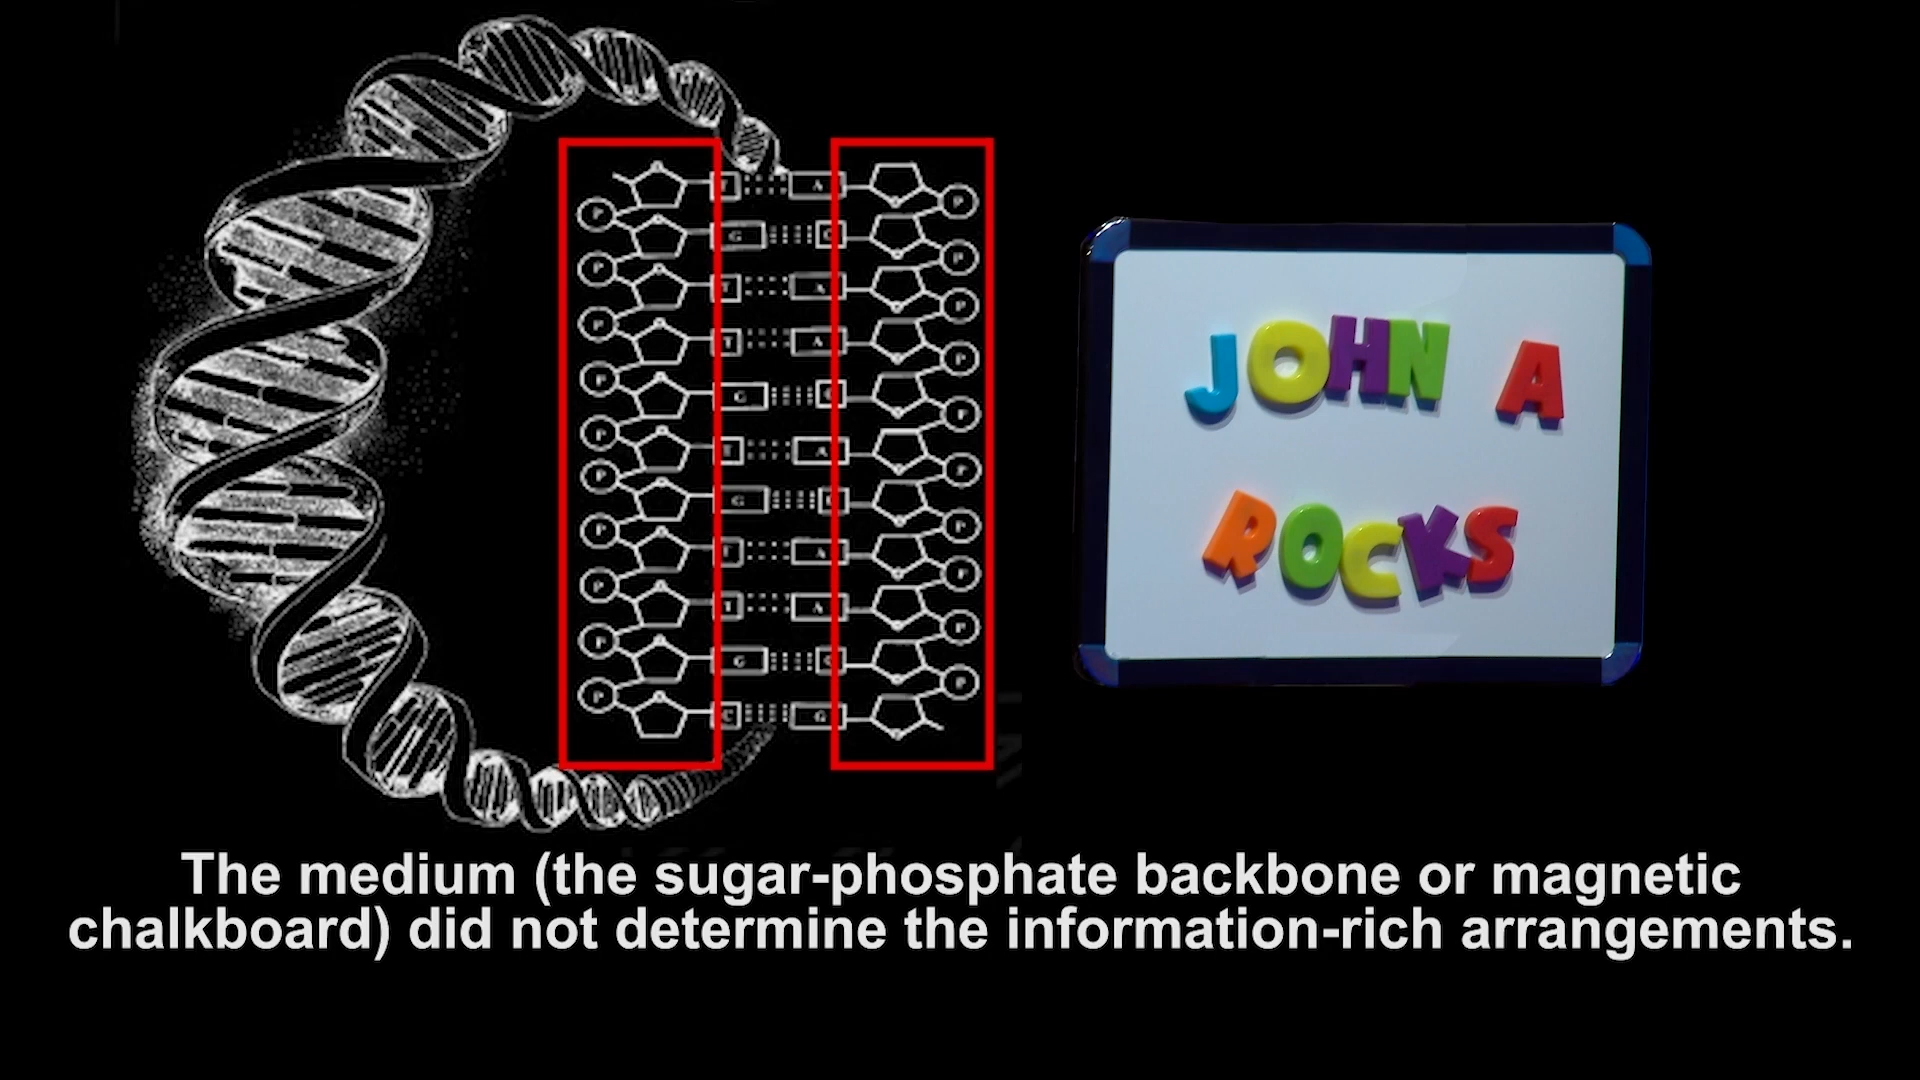 T A
P P
G C
P P
T A
P P
T A
P P
G C
P P
T A
P P
G C
P P
T A
P P
T A
P P
G C
P P
C G
JOHN A
ROCKS
The medium (the sugar-phosphate backbone or magnetic
chalkboard) did not determine the information-rich arrangements.